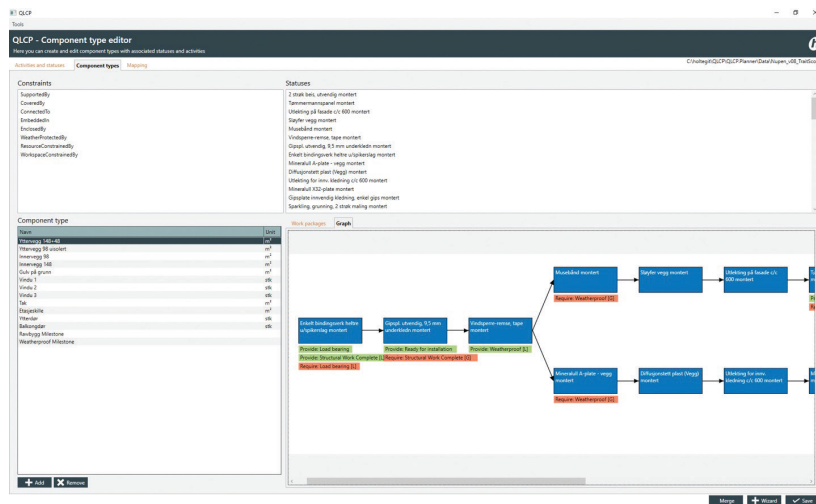 QLCP
Tools
QLCP - Component type editor
Here you can create and edit component types with associated statuses and activities
Activities and statuses Component types Mapping
C:\holtegit\QLCP\QLCP.Planner\Data\Nupen_v08_TraitSco
Constraints
SupportedBy
CoveredBy
ConnectedTo
EmbeddedIn
EnclosedBy
WeatherProtectedBy
ResourceConstrainedBy
WorkspaceConstrainedBy
Statuses
2 strøk beis, utvendig montert
Tømmermannspanel montert
Utlekting på fasade c/c 600 montert
Sløyfer vegg montert
Musebånd montert
Vindsperre-remse, tape montert
Gipspl. utvendig, 9,5 mm underkledn montert
Enkelt bindingsverk heltre u/spikerslag montert
Mineralull A-plate - vegg montert
Diffusjonstett plast (Vegg) montert
Utlekting for innv. kledning c/c 600 montert
Mineralull X32-plate montert
Gipsplate innvendig kledning, enkel gips montert
Sparkling, grunning, 2 strøk maling montert
Component type
Navn Unit
Yttervegg 148+48 m²
Yttervegg 98 uisolert m²
Innervegg 98 m²
Innervegg 148 m²
Gulv på grunn m²
Vindu 1 stk
Vindu 2 stk
Vindu 3 stk
Tak m²
Etasjeskille m²
Ytterdør stk
Balkongdør stk
Råvbygg Milestone
Weatherproof Milestone
Add Remove
Work packages Graph
Enkelt bindingsverk heltre
u/spikerslag montert
Provide: Load bearing
Provide: Structural Work Complete [L]
Require: Load bearing [L]
Gipspl. utvendig, 9,5 mm
underkledn montert
Provide: Ready for installation
Require: Structural Work Complete [G]
Vindsperre-remse, tape
montert
Provide: Weatherproof [L]
Musebånd montert
Require: Weatherproof [G]
Sløyfer vegg montert
Utlekting på fasade c/c
600 montert
Mineralull A-plate - vegg
montert
Require: Weatherproof [G]
Diffusjonstett plast (Vegg)
montert
Utlekting for innv.
kledning c/c 600 montert
Merge Wizard Save